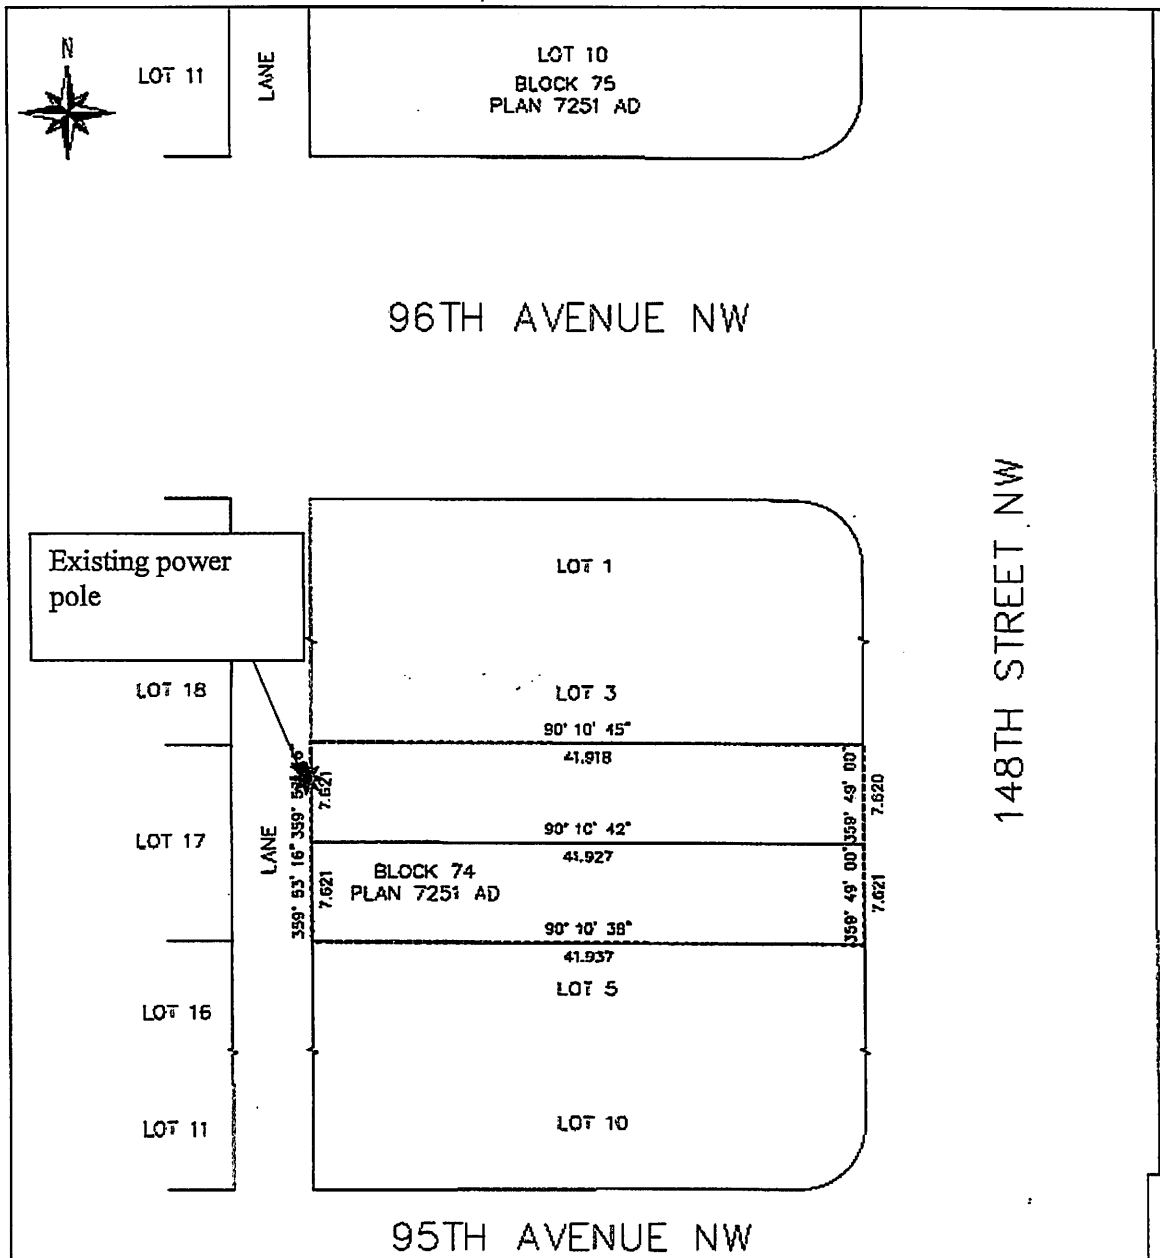 N
LOT 11
LANE
LOT 10
BLOCK 75
PLAN 7251 AD
96TH AVENUE NW
148TH STREET NW
Existing power
pole
LOT 1
LOT 18
LOT 3
90° 10' 45"
41.918
359°
7.621
359° 49' 00"
7.620
LOT 17
LANE
90° 10' 42"
41.927
359° 53' 16"
7.621
BLOCK 74
PLAN 7251 AD
359° 49' 00"
7.621
90° 10' 38"
41.937
LOT 5
LOT 16
LOT 11
LOT 10
95TH AVENUE NW